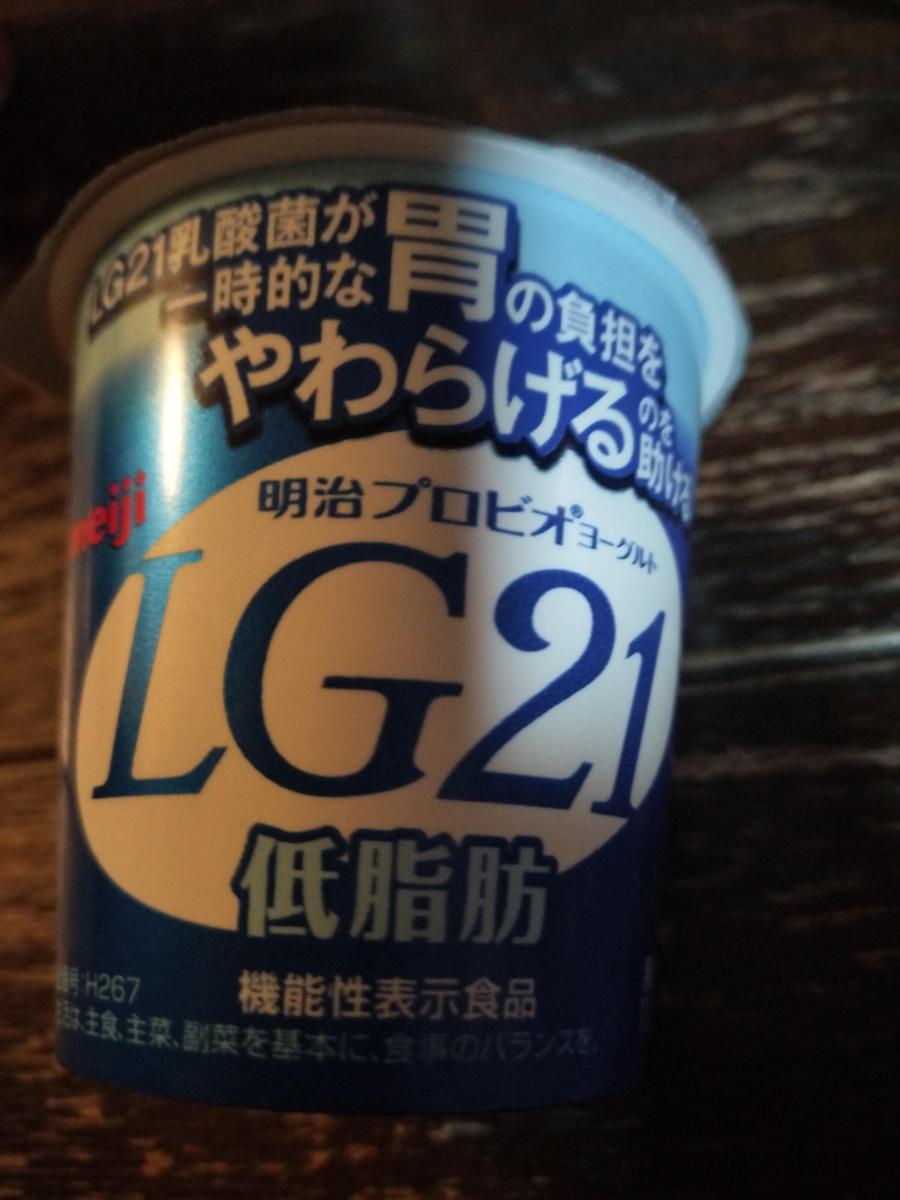 LG21乳酸菌が
一時的な胃の負担を
やわらげる
のを
助ける
meiji
明治プロビオ®ヨーグルト
LG21
低脂肪
号:H267
機能性表示食品
は、主食、主菜、副菜を基本に、食事のバランスを。